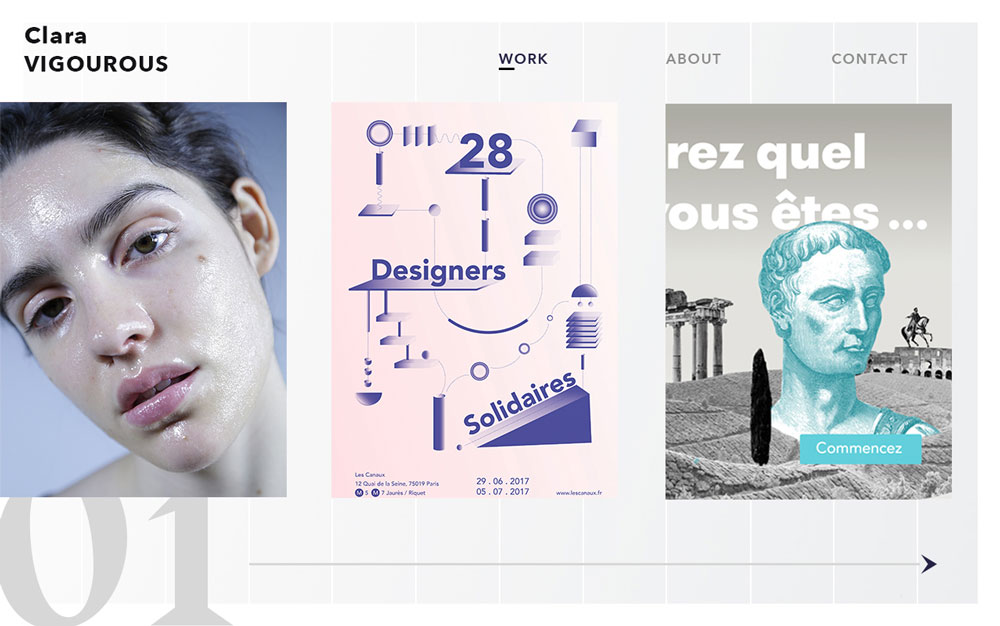 Clara
VIGOUROUS
WORK
ABOUT
CONTACT
28
Designers
Solidaires
Les Canaux
12 Quai de la Seine, 75019 Paris
M 5 M 7 Jaurès / Riquet
29 . 06 . 2017
05 . 07 . 2017
www.lescanaux.fr
rez quel
vous êtes ...
Commencez
01